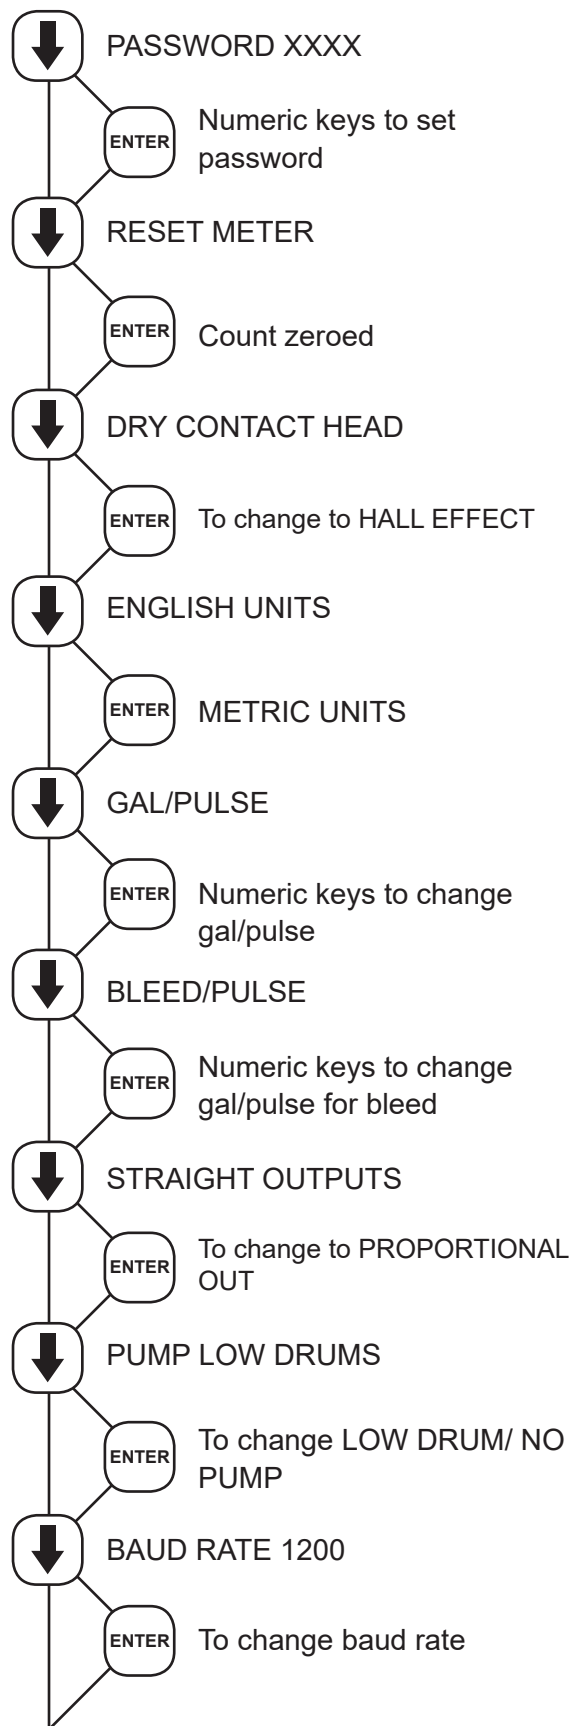 PASSWORD XXXX
ENTER
Numeric keys to set
password
RESET METER
ENTER
Count zeroed
DRY CONTACT HEAD
ENTER
To change to HALL EFFECT
ENGLISH UNITS
ENTER
METRIC UNITS
GAL/PULSE
ENTER
Numeric keys to change
gal/pulse
BLEED/PULSE
ENTER
Numeric keys to change
gal/pulse for bleed
STRAIGHT OUTPUTS
ENTER
To change to PROPORTIONAL
OUT
PUMP LOW DRUMS
ENTER
To change LOW DRUM/ NO
PUMP
BAUD RATE 1200
ENTER
To change baud rate